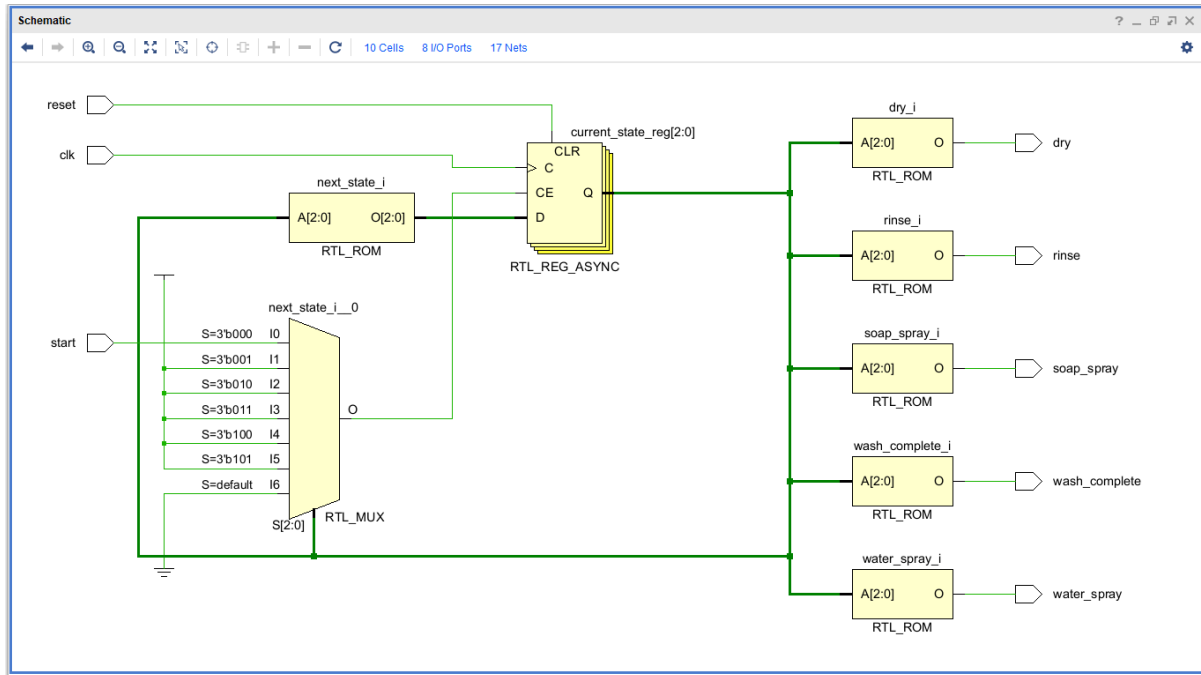 Schematic
10 Cells 8 I/O Ports 17 Nets
reset
clk
start
next_state_i
A[2:0] O[2:0]
RTL_ROM
current_state_reg[2:0]
CLR
C
CE Q
D
RTL_REG_ASYNC
next_state_i__0
S=3'b000 I0
S=3'b001 I1
S=3'b010 I2
S=3'b011 I3
S=3'b100 I4
S=3'b101 I5
S=default I6
O
S[2:0]
RTL_MUX
dry_i
A[2:0] O
RTL_ROM
dry
rinse_i
A[2:0] O
RTL_ROM
rinse
soap_spray_i
A[2:0] O
RTL_ROM
soap_spray
wash_complete_i
A[2:0] O
RTL_ROM
wash_complete
water_spray_i
A[2:0] O
RTL_ROM
water_spray